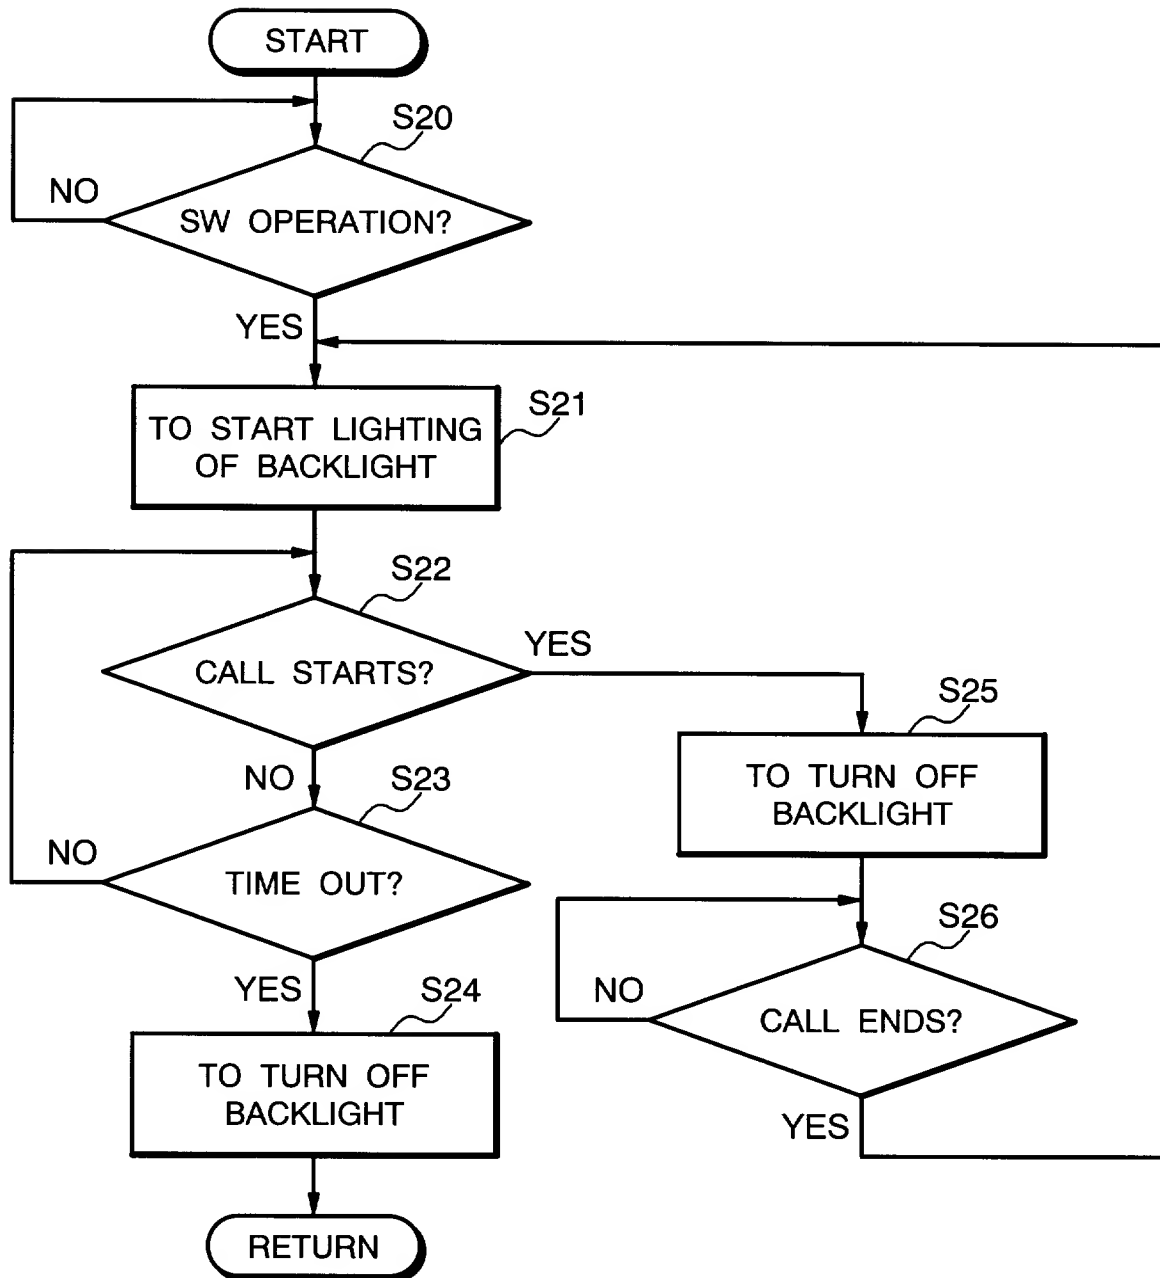 START
S20
NO
SW OPERATION?
YES
S21
TO START LIGHTING
OF BACKLIGHT
S22
CALL STARTS?
YES
NO
S23
TIME OUT?
NO
YES
S24
TO TURN OFF
BACKLIGHT
RETURN
S25
TO TURN OFF
BACKLIGHT
S26
NO
CALL ENDS?
YES